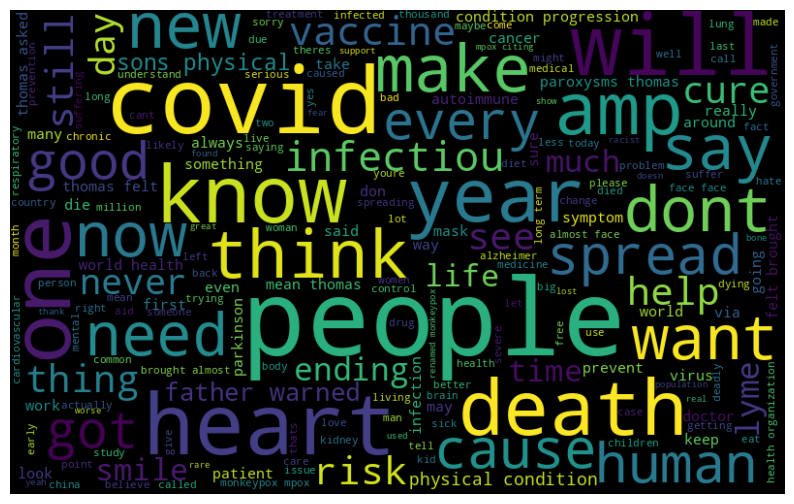 people
covid
know
heart
death
will
think
year
one
new
make
amp
say
dont
spread
want
need
now
every
human
cause
good
got
infectiou
vaccine
cure
still
day
never
thing
ending
life
help
see
much
time
risk
smile
lyme
father warned
sons physical
physical condition
condition progression
paroxysms thomas
thomas asked
thomas felt
felt brought
brought almost
almost face
face face
mean thomas
world health
health organization
renamed monkeypox
monkeypox mpox
mpox citing
long term
autoimmune
parkinson
alzheimer
cardiovascular
respiratory
cancer
symptom
prevent
virus
doctor
patient
infection
mask
said
something
always
really
around
many
chronic
understand
sorry
due
theres
treatment
infected
thousand
maybe
come
support
take
serious
caused
yes
fear
bad
show
medical
might
well
last
call
lung
made
government
fact
less
today
problem
doesn
racist
hate
suffer
diet
sure
please
died
change
youre
spreading
don
lot
way
live
saying
likely
found
two
cant
long
suffering
prevention
country
die
million
month
great
woman
left
back
person
right
trying
mean
aid
someone
first
even
control
women
medicine
big
lost
let
free
use
severe
drug
health
body
common
mental
thank
work
actually
worse
early
study
look
point
yeah
china
believe
called
rare
give
thats
issue
care
love
kidney
used
man
living
kid
tell
sick
may
brain
better
world
via
going
dying
bone
deadly
population
real
case
getting
children
keep
eat